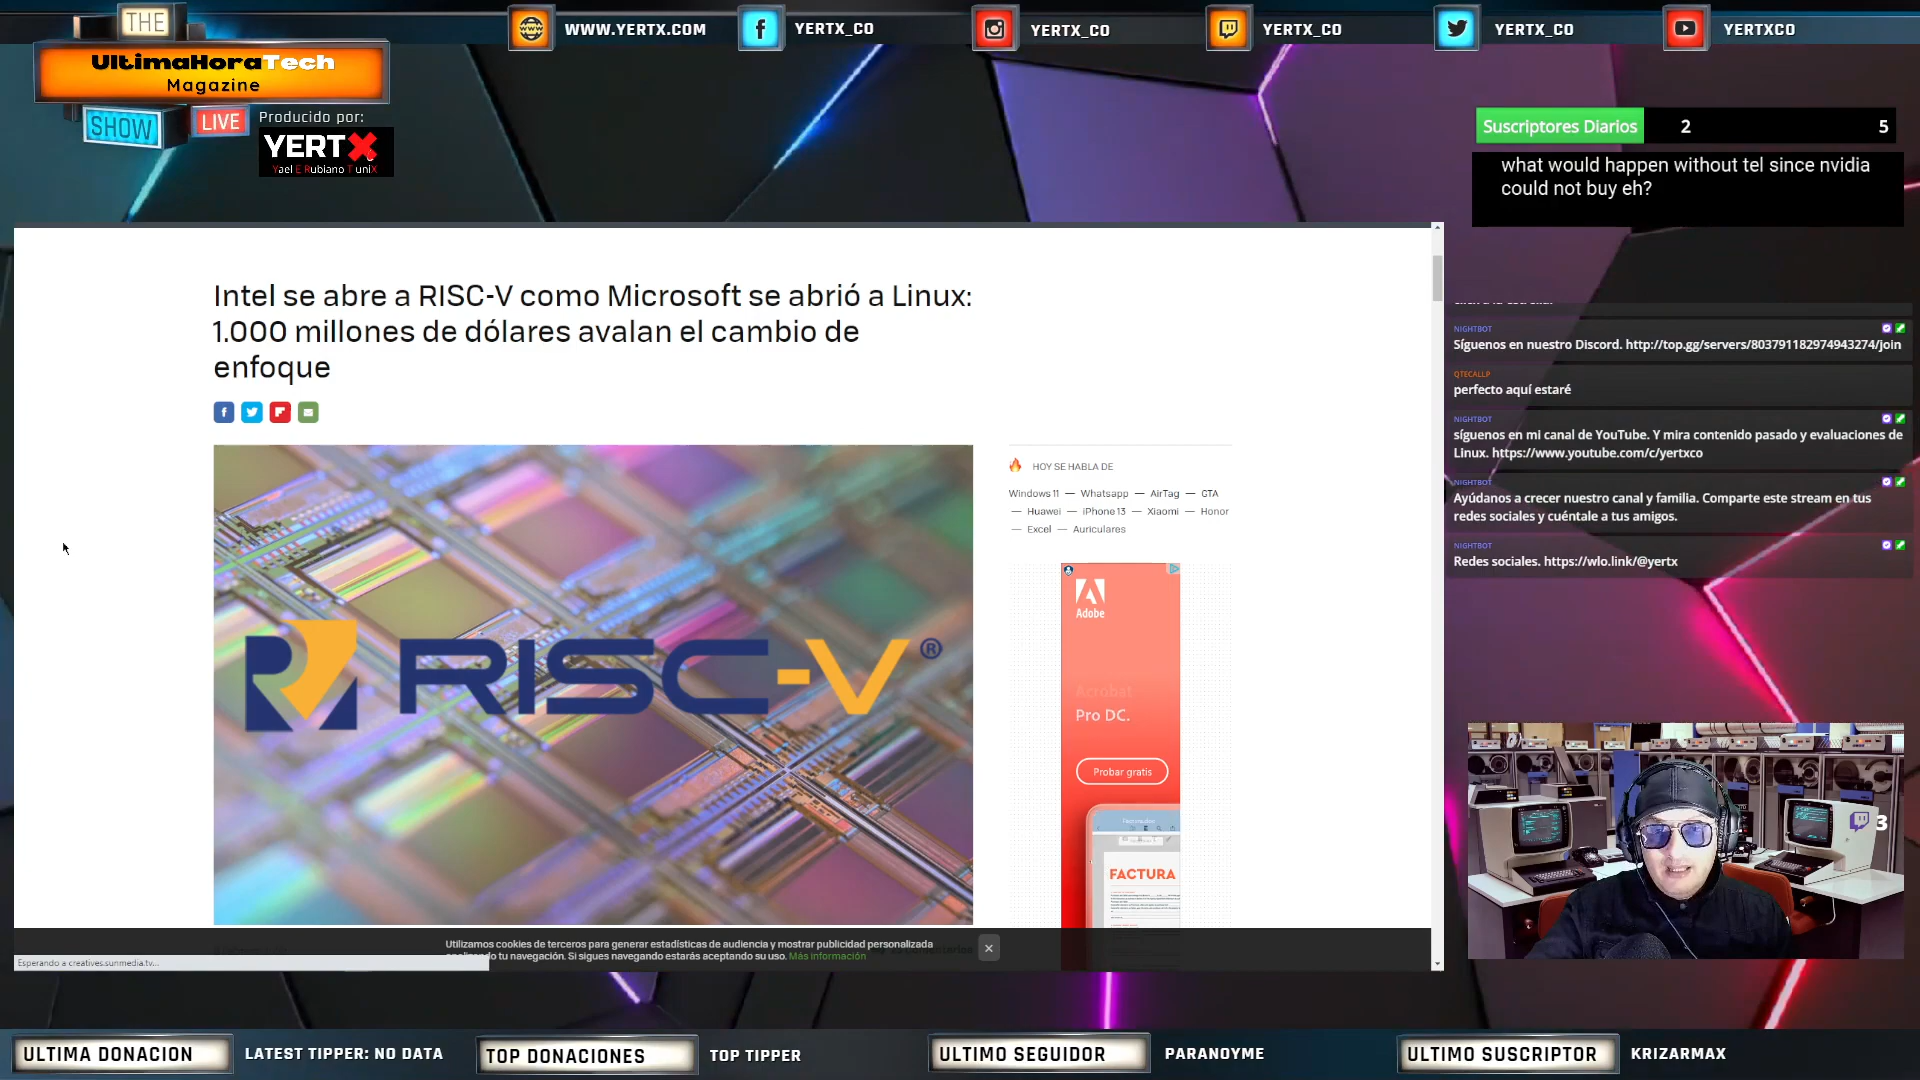 THE
UltimaHoraTech
Magazine
SHOW
LIVE
Producido por:
YERTX
Yael E Rubiano T uniX
WWW.YERTX.COM
YERTX_CO
YERTX_CO
YERTX_CO
YERTX_CO
YERTXCO
Suscriptores Diarios 2 5
what would happen without tel since nvidia
could not buy eh?
Intel se abre a RISC-V como Microsoft se abrió a Linux:
1.000 millones de dólares avalan el cambio de
enfoque
RISC-V®
HOY SE HABLA DE
Windows 11 — Whatsapp — AirTag — GTA
— Huawei — iPhone 13 — Xiaomi — Honor
— Excel — Auriculares
Adobe
Acrobat
Pro DC.
Probar gratis
FACTURA
Utilizamos cookies de terceros para generar estadísticas de audiencia y mostrar publicidad personalizada
tu navegación. Si sigues navegando estarás aceptando su uso. Más información
Esperando a creatives.sunmedia.tv...
NIGHTBOT
Síguenos en nuestro Discord. http://top.gg/servers/803791182974943274/join
QTECALLP
perfecto aquí estaré
NIGHTBOT
síguenos en mi canal de YouTube. Y mira contenido pasado y evaluaciones de
Linux. https://www.youtube.com/c/yertxco
NIGHTBOT
Ayúdanos a crecer nuestro canal y familia. Comparte este stream en tus
redes sociales y cuéntale a tus amigos.
NIGHTBOT
Redes sociales. https://wlo.link/@yertx
3
ULTIMA DONACION
LATEST TIPPER: NO DATA
TOP DONACIONES
TOP TIPPER
ULTIMO SEGUIDOR
PARANOYME
ULTIMO SUSCRIPTOR
KRIZARMAX